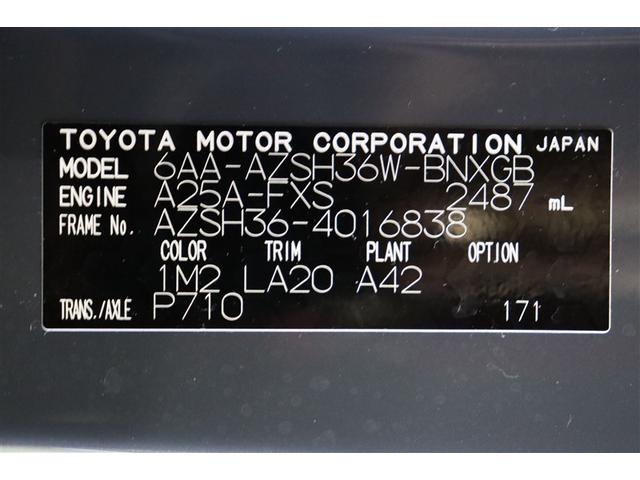 TOYOTA MOTOR CORPORATION JAPAN
MODEL 6AA-AZSH36W-BNXGB
ENGINE A25A-FXS 2487 mL
FRAME No. AZSH36-4016838
COLOR TRIM PLANT OPTION
1M2 LA20 A42
TRANS./AXLE P710 171